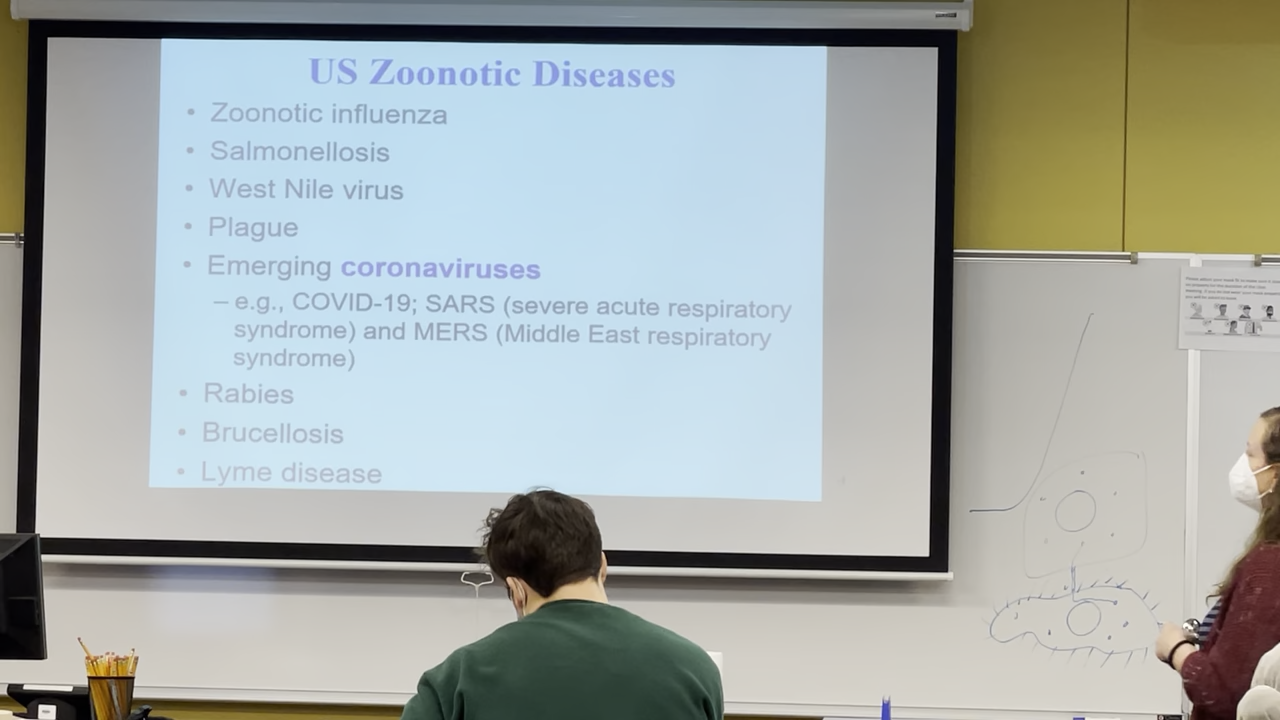 US Zoonotic Diseases
• Zoonotic influenza
• Salmonellosis
• West Nile virus
• Plague
• Emerging coronaviruses
– e.g., COVID-19; SARS (severe acute respiratory
syndrome) and MERS (Middle East respiratory
syndrome)
• Rabies
• Brucellosis
• Lyme disease